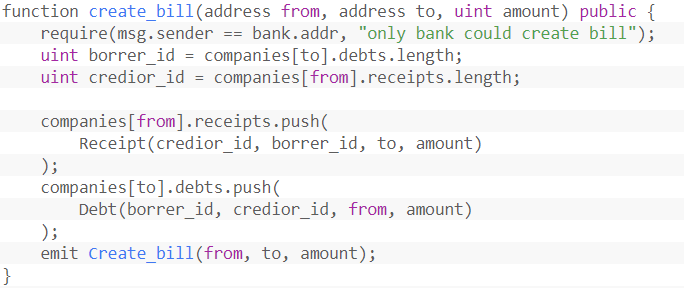 function create_bill(address from, address to, uint amount) public {
    require(msg.sender == bank.addr, "only bank could create bill");
    uint borrer_id = companies[to].debts.length;
    uint credior_id = companies[from].receipts.length;

    companies[from].receipts.push(
        Receipt(credior_id, borrer_id, to, amount)
    );
    companies[to].debts.push(
        Debt(borrer_id, credior_id, from, amount)
    );
    emit Create_bill(from, to, amount);
}